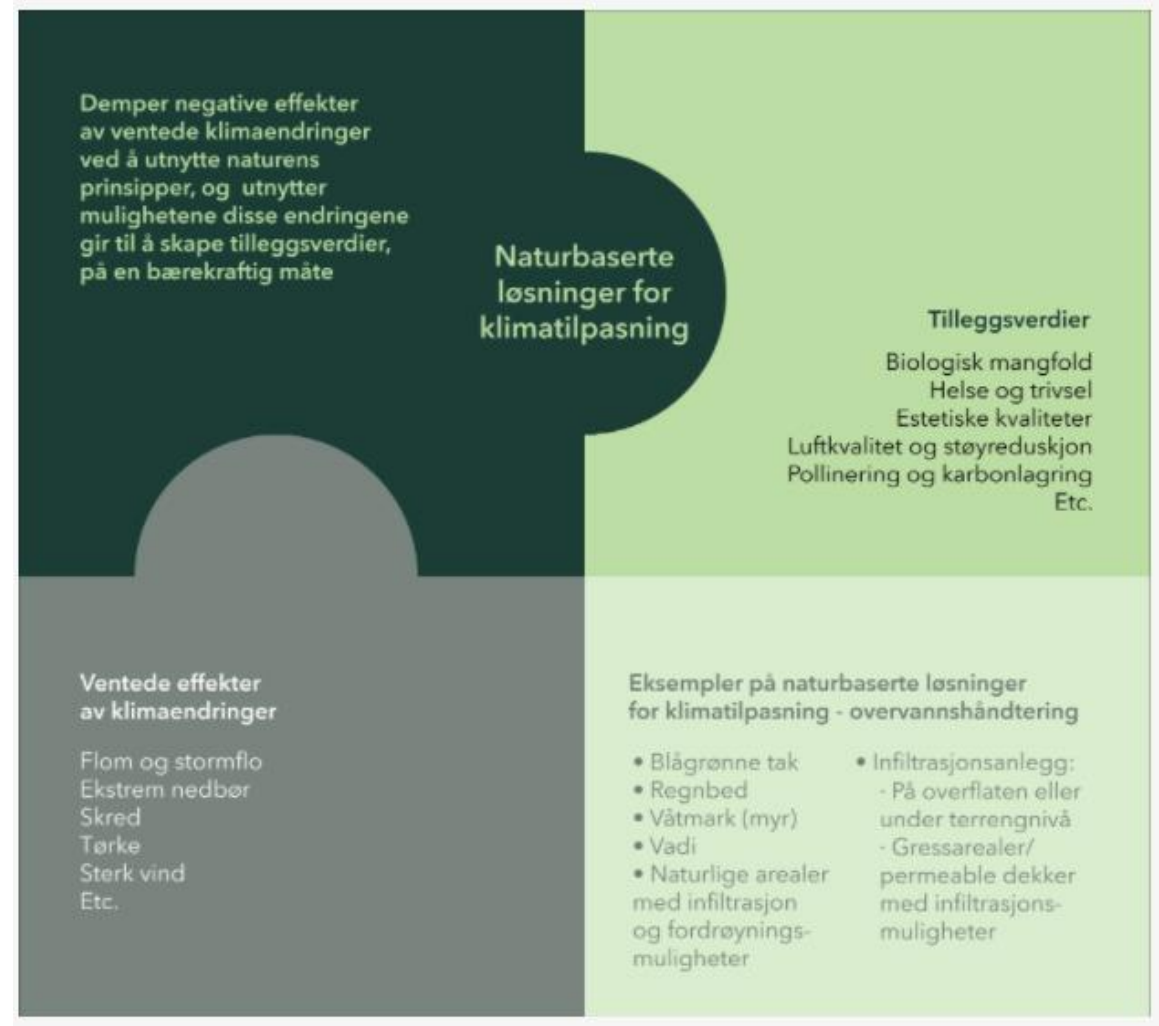 Demper negative effekter
av ventede klimaendringer
ved å utnytte naturens
prinsipper, og utnytter
mulighetene disse endringene
gir til å skape tilleggsverdier,
på en bærekraftig måte
Naturbaserte
løsninger for
klimatilpasning
Tilleggsverdier
Biologisk mangfold
Helse og trivsel
Estetiske kvaliteter
Luftkvalitet og støyreduskjon
Pollinering og karbonlagring
Etc.
Ventede effekter
av klimaendringer
Flom og stormflo
Ekstrem nedbør
Skred
Tørke
Sterk vind
Etc.
Eksempler på naturbaserte løsninger
for klimatilpasning - overvannshåndtering
• Blågrønne tak
• Regnbed
• Våtmark (myr)
• Vadi
• Naturlige arealer
med infiltrasjon
og fordrøynings-
muligheter
• Infiltrasjonsanlegg:
- På overflaten eller
under terrengnivå
- Gressarealer/
permeable dekker
med infiltrasjons-
muligheter